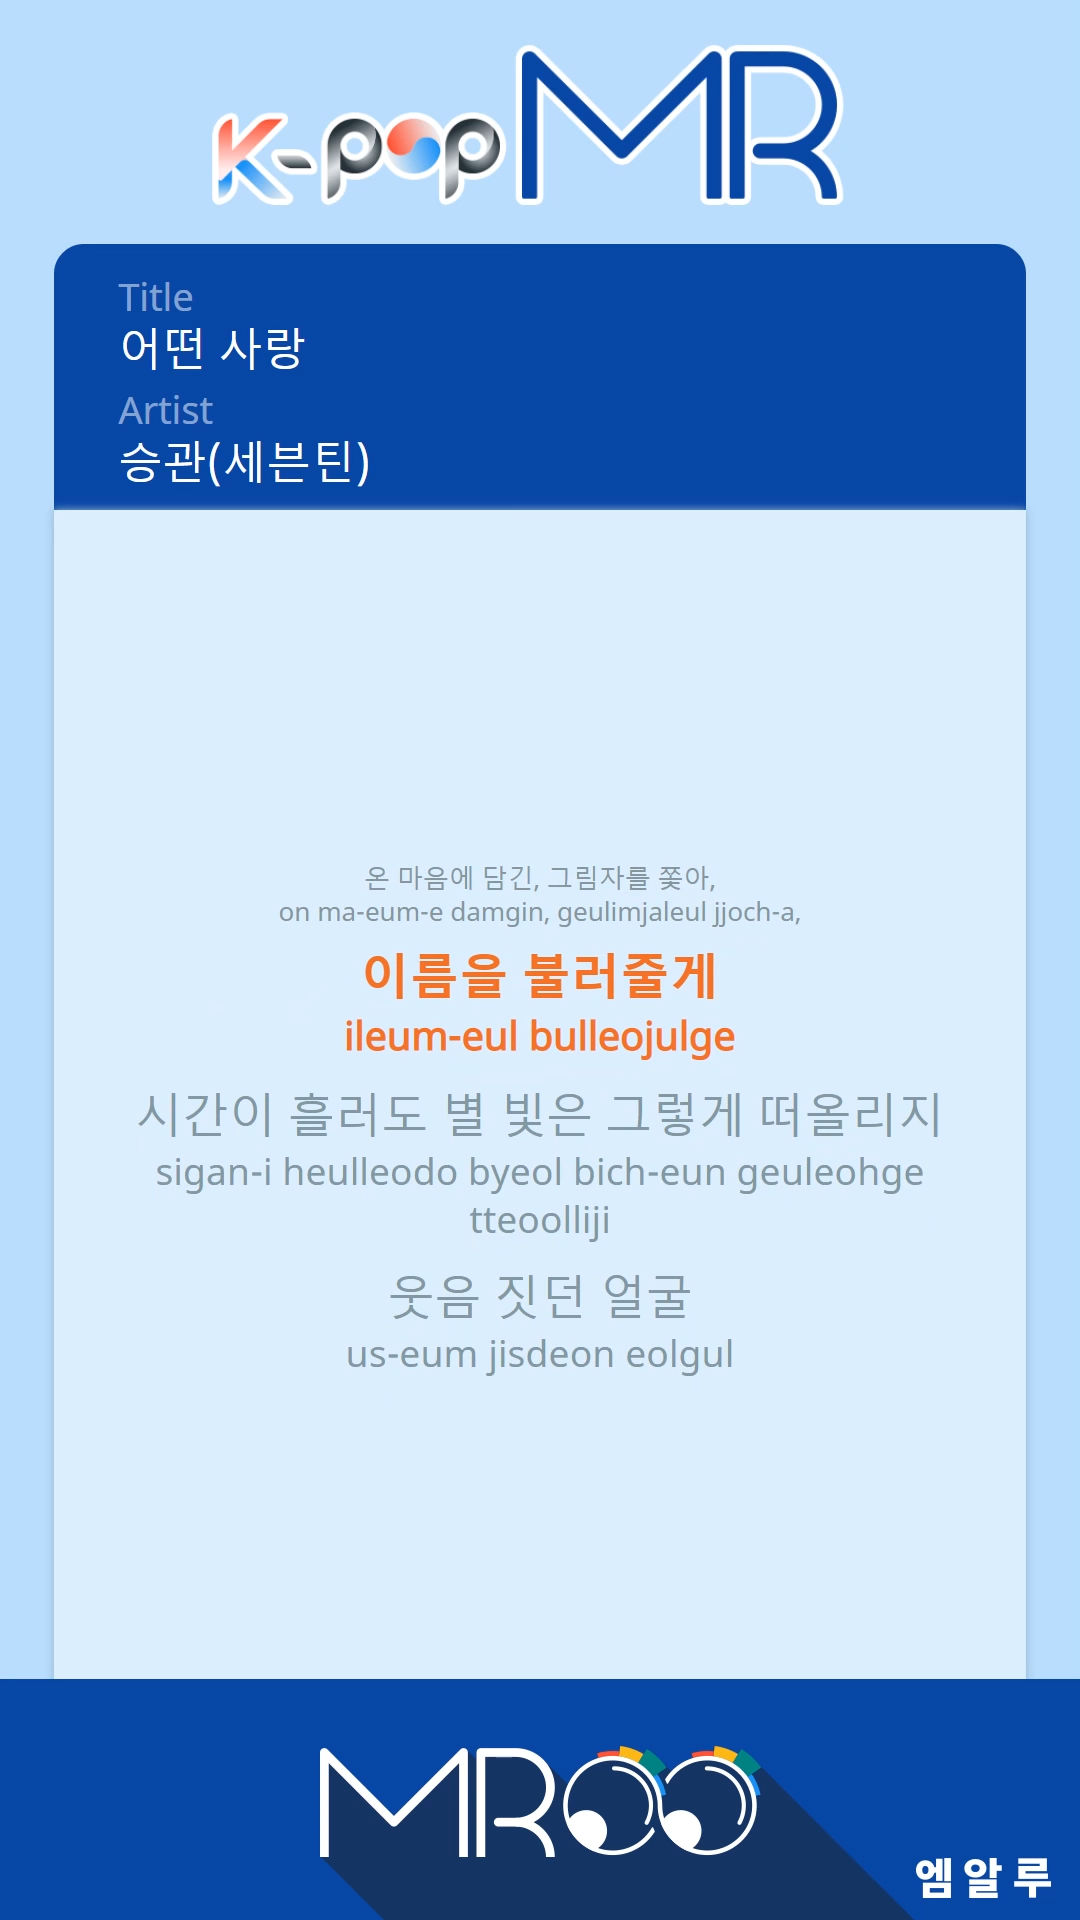 K-pop MR
Title
어떤 사랑
Artist
승관(세븐틴)
온 마음에 담긴, 그림자를 쫓아,
on ma-eum-e damgin, geulimjaleul jjoch-a,
이름을 불러줄게
ileum-eul bulleojulge
시간이 흘러도 별 빛은 그렇게 떠올리지
sigan-i heulleodo byeol bich-eun geuleohge
tteoolliji
웃음 짓던 얼굴
us-eum jisdeon eolgul
MROO
엠알루